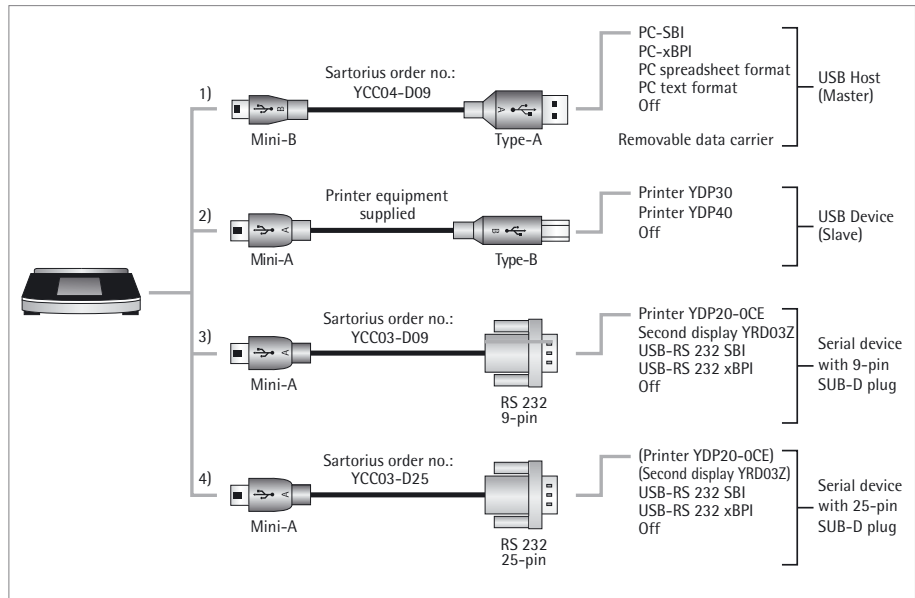 1)
Sartorius order no.:
YCC04-D09
B
Mini-B
A
Type-A
PC-SBI
PC-xBPI
PC spreadsheet format
PC text format
Off
Removable data carrier
USB Host
(Master)
2)
Printer equipment
supplied
A
Mini-A
B
Type-B
Printer YDP30
Printer YDP40
Off
USB Device
(Slave)
3)
Sartorius order no.:
YCC03-D09
A
Mini-A
RS 232
9-pin
Printer YDP20-0CE
Second display YRD03Z
USB-RS 232 SBI
USB-RS 232 xBPI
Off
Serial device
with 9-pin
SUB-D plug
4)
Sartorius order no.:
YCC03-D25
A
Mini-A
RS 232
25-pin
(Printer YDP20-0CE)
(Second display YRD03Z)
USB-RS 232 SBI
USB-RS 232 xBPI
Off
Serial device
with 25-pin
SUB-D plug